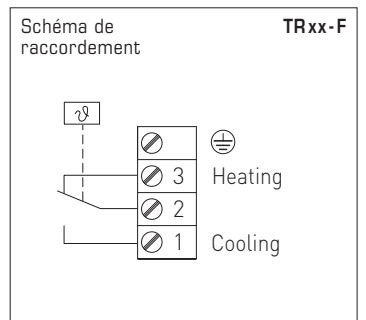 Schéma de raccordement
TRxx-F
ϑ
3 Heating
2
1 Cooling